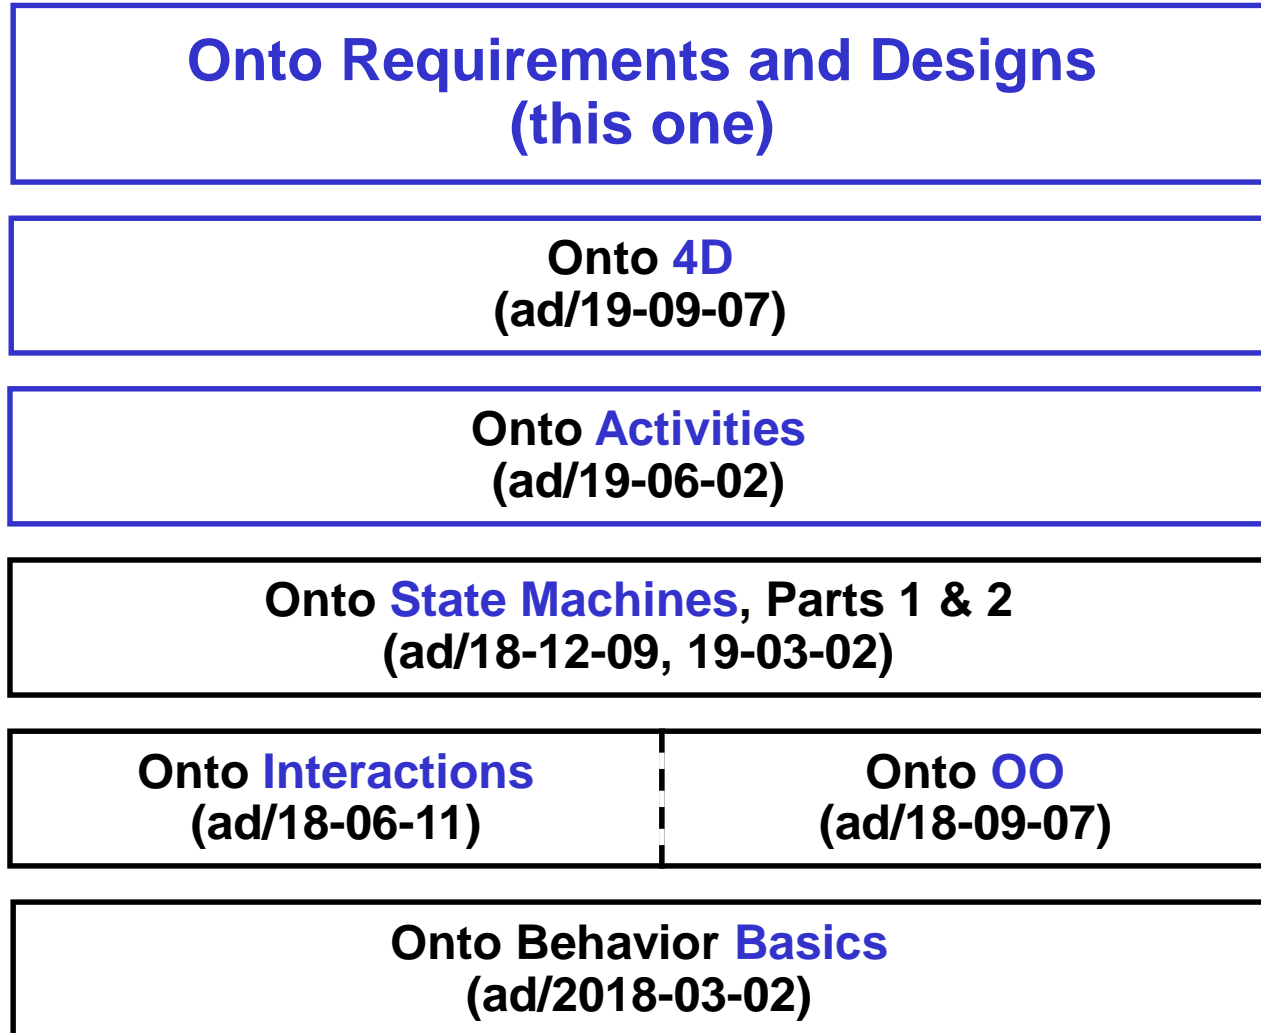 Onto Requirements and Designs
(this one)
Onto 4D
(ad/19-09-07)
Onto Activities
(ad/19-06-02)
Onto State Machines, Parts 1 & 2
(ad/18-12-09, 19-03-02)
Onto Interactions
(ad/18-06-11)
Onto OO
(ad/18-09-07)
Onto Behavior Basics
(ad/2018-03-02)